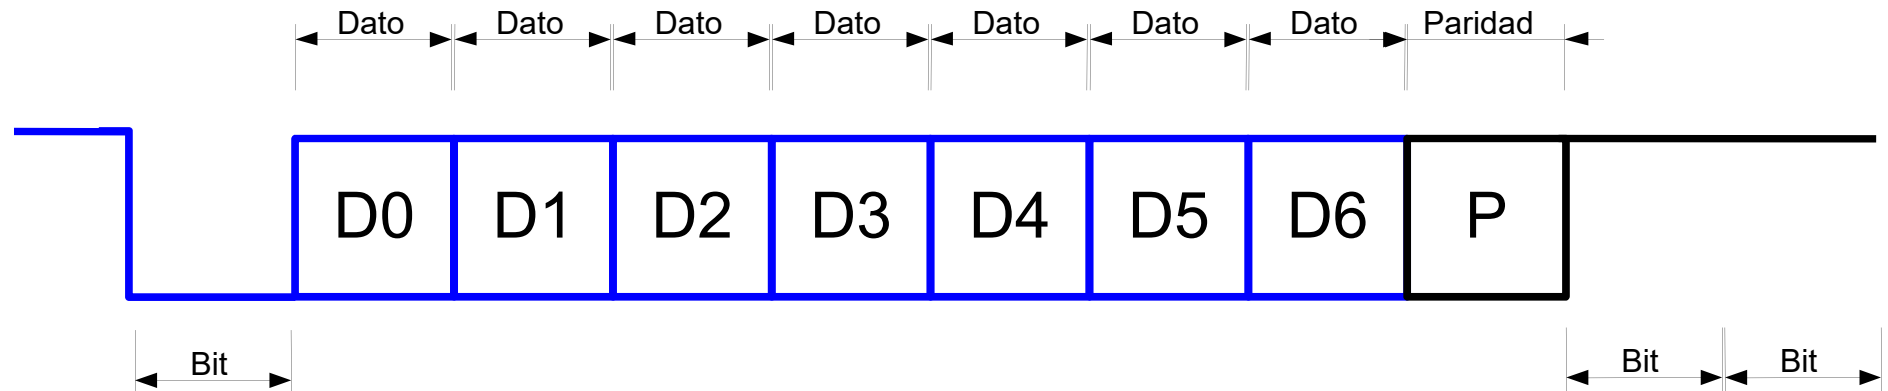 Dato Dato Dato Dato Dato Dato Dato Paridad
D0 D1 D2 D3 D4 D5 D6 P
Bit Bit Bit